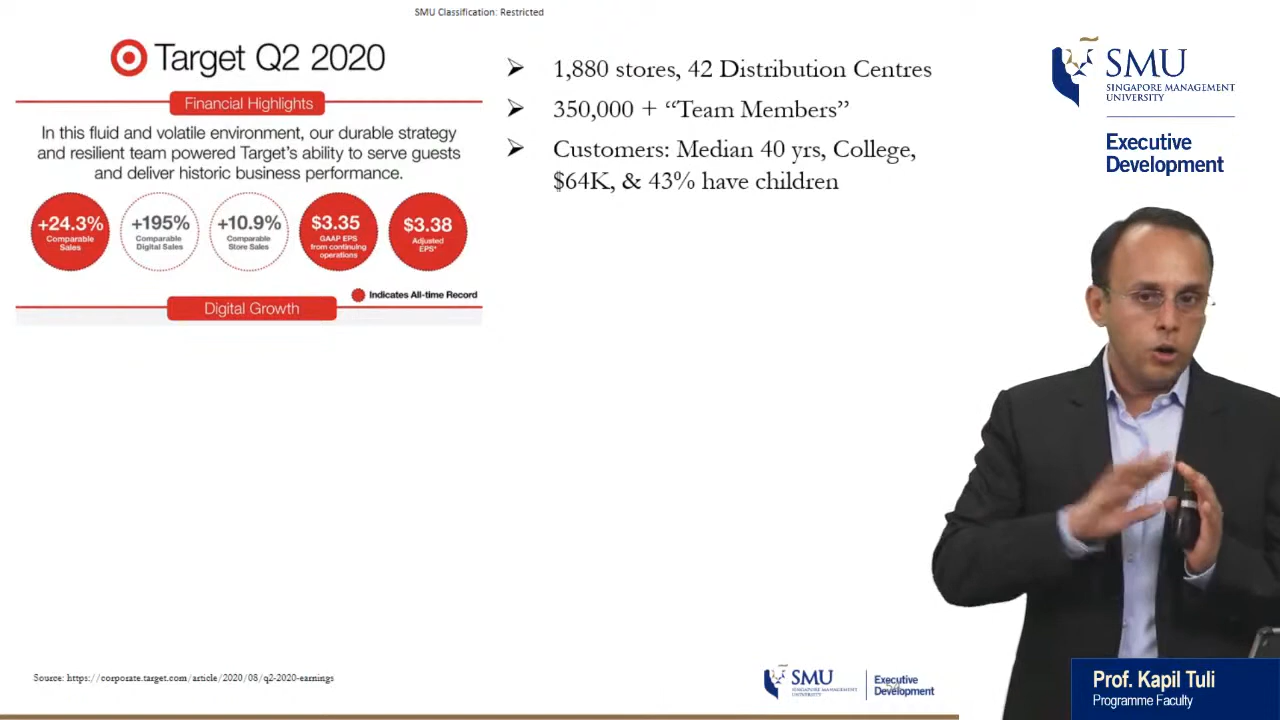 SMU Classification: Restricted
Target Q2 2020
Financial Highlights
In this fluid and volatile environment, our durable strategy
and resilient team powered Target's ability to serve guests
and deliver historic business performance.
+24.3%
Comparable
Sales
+195%
Comparable
Digital Sales
+10.9%
Comparable
Store Sales
$3.35
GAAP EPS
from continuing
operations
$3.38
Adjusted
EPS*
Indicates All-time Record
Digital Growth
➢ 1,880 stores, 42 Distribution Centres
➢ 350,000 + “Team Members”
➢ Customers: Median 40 yrs, College,
$64K, & 43% have children
SMU
SINGAPORE MANAGEMENT
UNIVERSITY
Executive
Development
Source: https://corporate.target.com/article/2020/08/q2-2020-earnings
SMU
SINGAPORE MANAGEMENT
UNIVERSITY
Executive
Development
Prof. Kapil Tuli
Programme Faculty